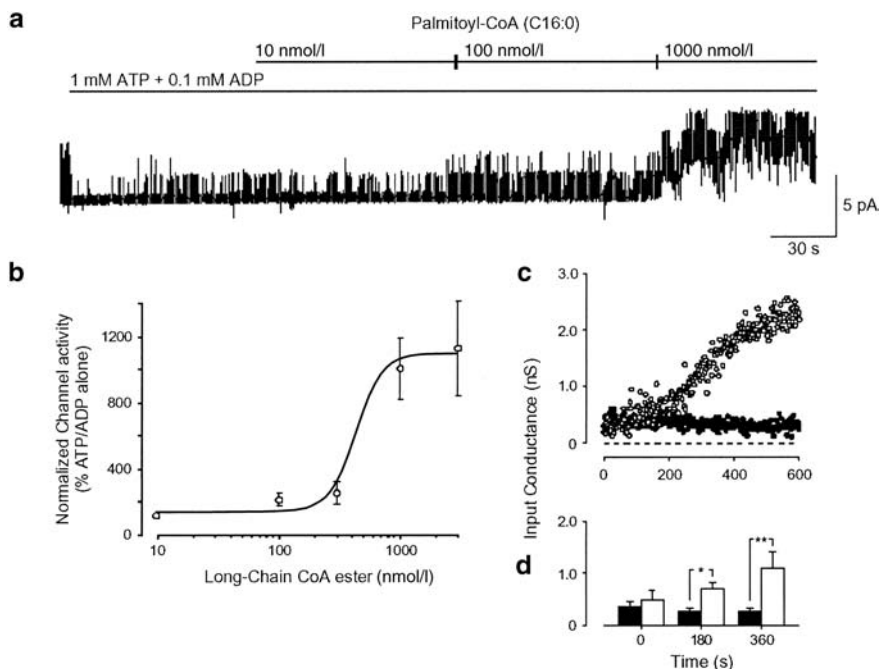 a
Palmitoyl-CoA (C16:0)
10 nmol/l
100 nmol/l
1000 nmol/l
1 mM ATP + 0.1 mM ADP
5 pA.
30 s
b
Normalized Channel activity
(% ATP/ADP alone)
1200
800
400
0
10
100
1000
Long-Chain CoA ester (nmol/l)
c
Input Conductance (nS)
3.0
2.0
1.0
0
0
200
400
600
d
2.0
1.0
0
*
**
0
180
360
Time (s)